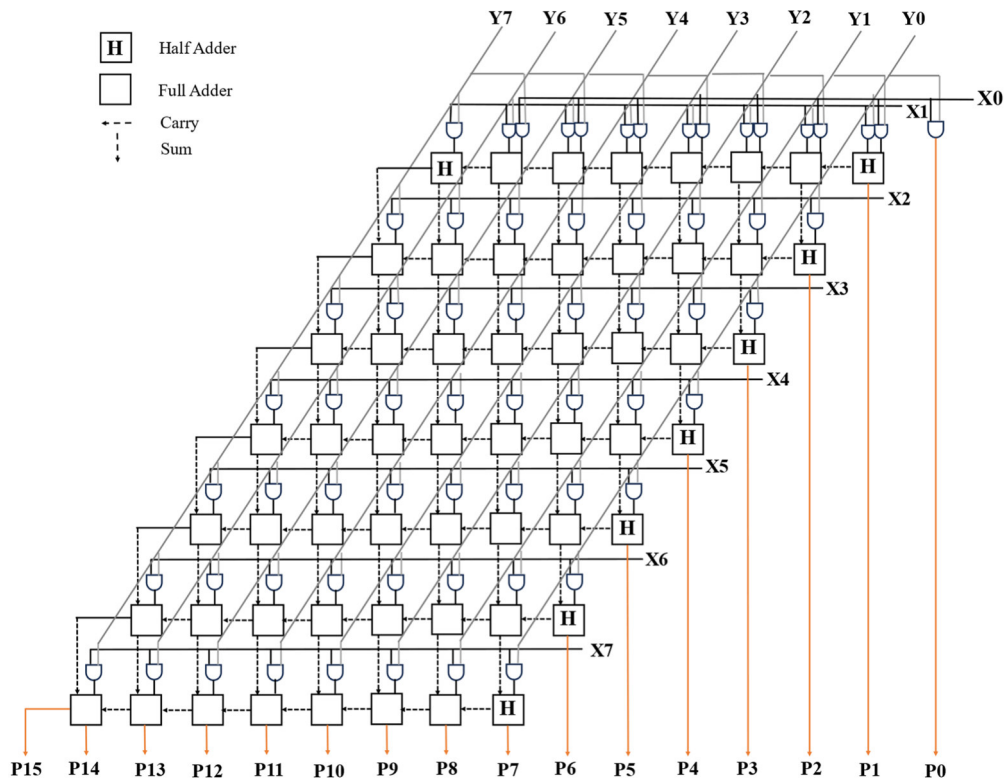 Y7 Y6 Y5 Y4 Y3 Y2 Y1 Y0
H Half Adder
Full Adder
Carry
Sum
X0
X1
H H
X2
H
X3
H
X4
H
X5
H
X6
H
X7
H
P15 P14 P13 P12 P11 P10 P9 P8 P7 P6 P5 P4 P3 P2 P1 P0